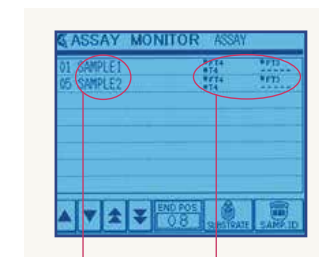 ASSAY MONITOR ASSAY
01 SAMPLE1 *FT4 *FT3
*T4 -----
05 SAMPLE2 *FT4 *FT3
*T4 -----
END POS.
08
SUBSTRATE
SAMP.ID